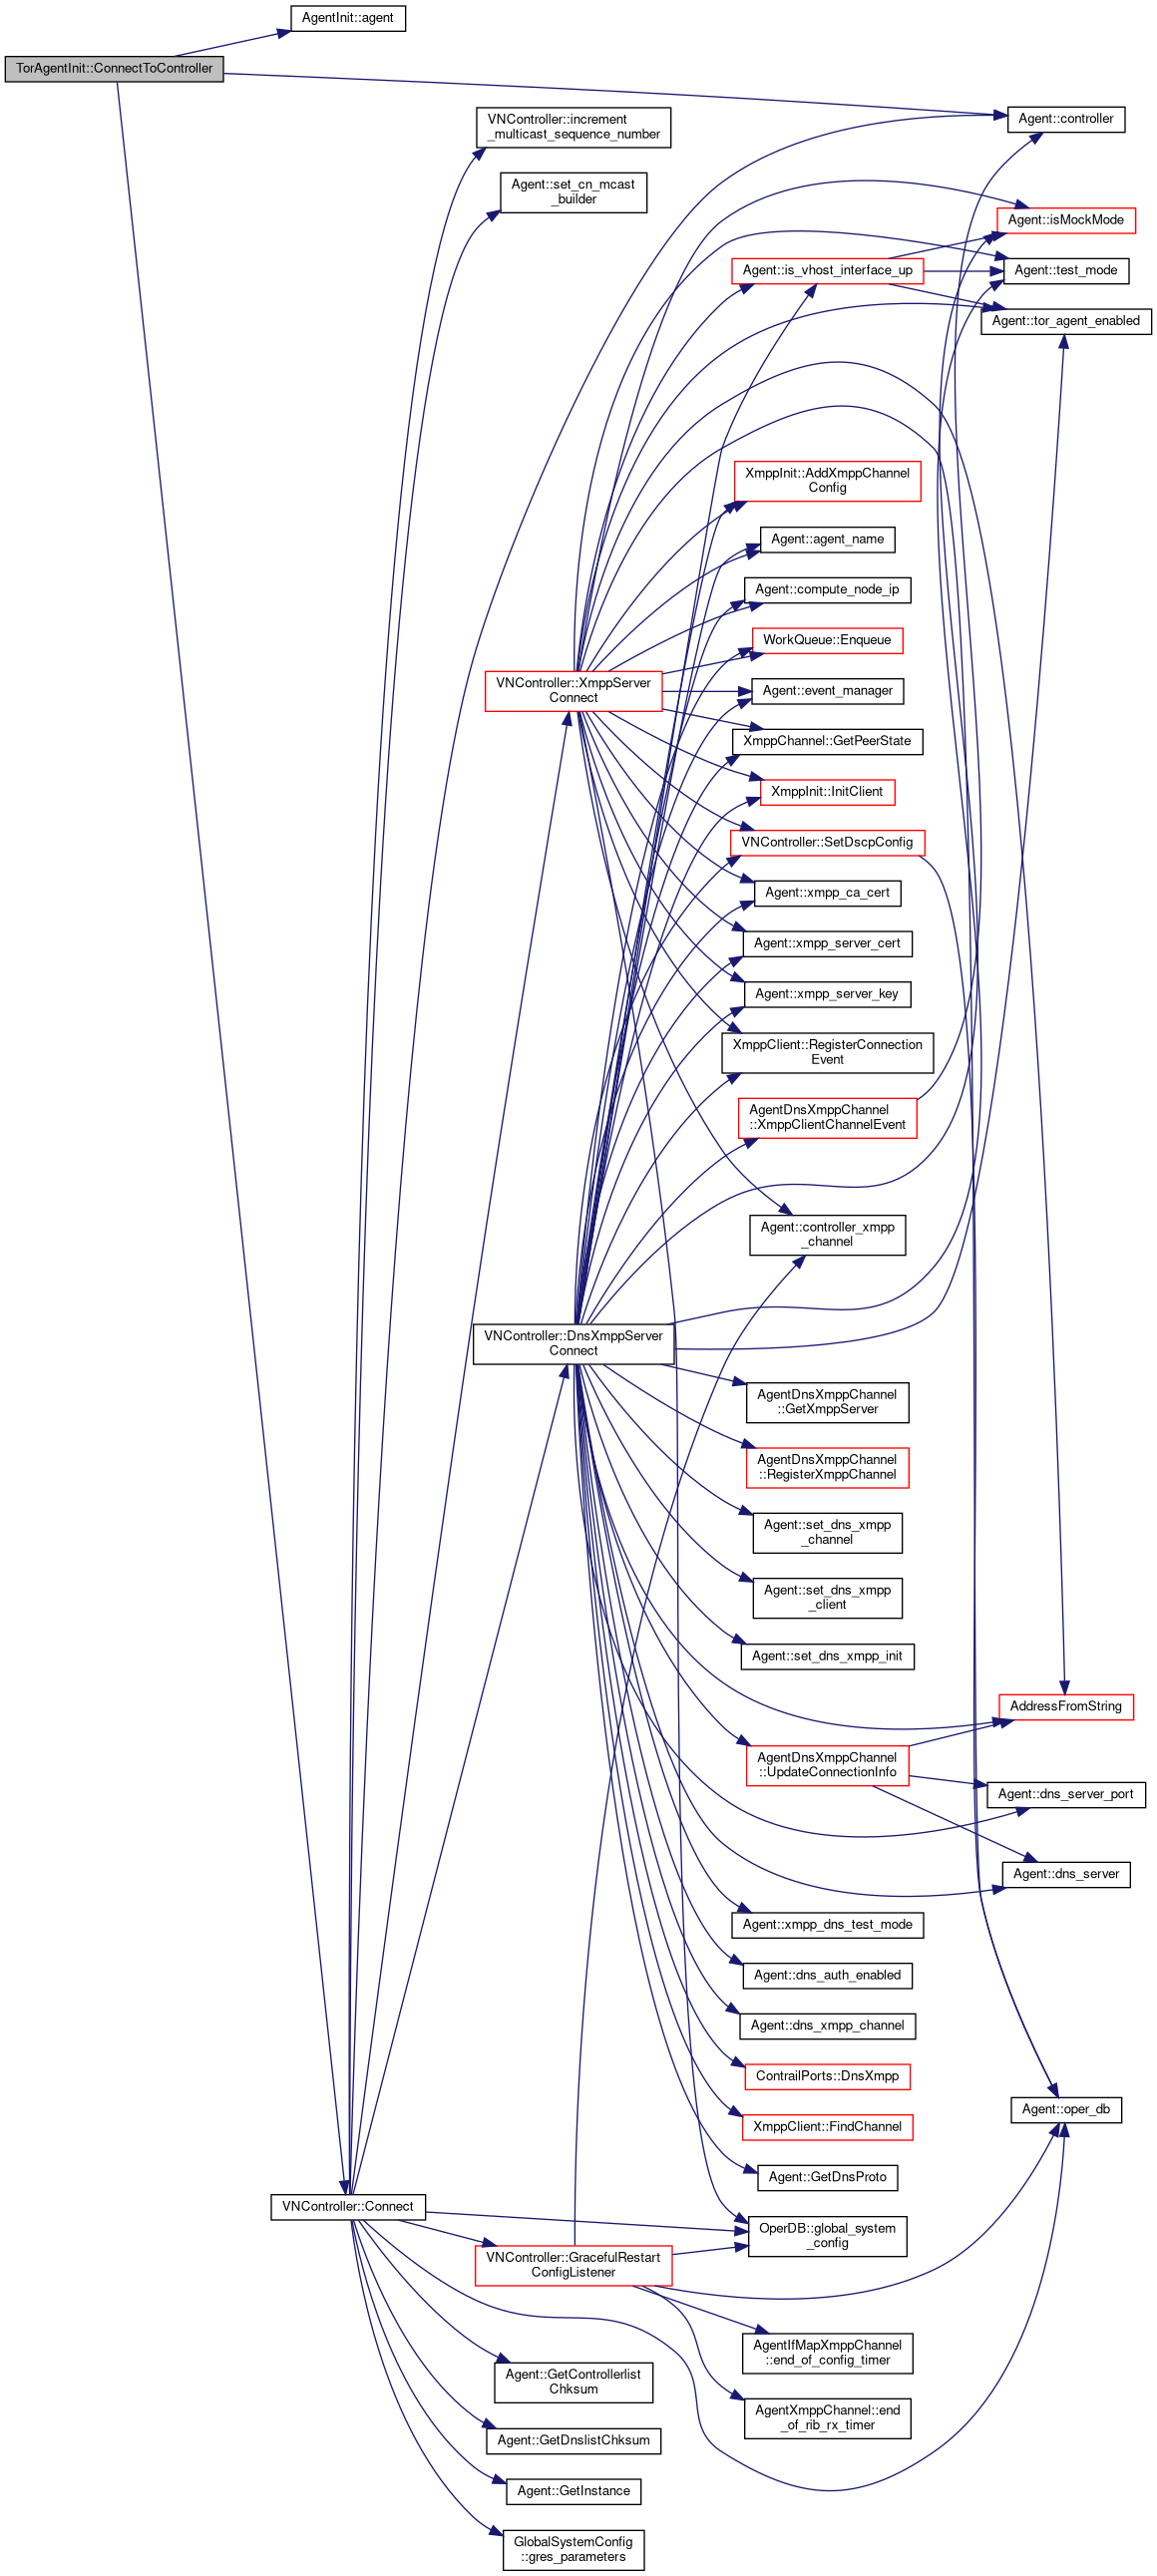 AgentInit::agent
TorAgentInit::ConnectToController
VNController::increment
_multicast_sequence_number
Agent::controller
Agent::set_cn_mcast
_builder
Agent::isMockMode
Agent::is_vhost_interface_up
Agent::test_mode
Agent::tor_agent_enabled
XmppInit::AddXmppChannel
Config
Agent::agent_name
Agent::compute_node_ip
WorkQueue::Enqueue
VNController::XmppServer
Connect
Agent::event_manager
XmppChannel::GetPeerState
XmppInit::InitClient
VNController::SetDscpConfig
Agent::xmpp_ca_cert
Agent::xmpp_server_cert
Agent::xmpp_server_key
XmppClient::RegisterConnection
Event
AgentDnsXmppChannel
::XmppClientChannelEvent
Agent::controller_xmpp
_channel
VNController::DnsXmppServer
Connect
AgentDnsXmppChannel
::GetXmppServer
AgentDnsXmppChannel
::RegisterXmppChannel
Agent::set_dns_xmpp
_channel
Agent::set_dns_xmpp
_client
Agent::set_dns_xmpp_init
AddressFromString
AgentDnsXmppChannel
::UpdateConnectionInfo
Agent::dns_server_port
Agent::dns_server
Agent::xmpp_dns_test_mode
Agent::dns_auth_enabled
Agent::dns_xmpp_channel
ContrailPorts::DnsXmpp
XmppClient::FindChannel
Agent::oper_db
Agent::GetDnsProto
VNController::Connect
OperDB::global_system
_config
VNController::GracefulRestart
ConfigListener
AgentIfMapXmppChannel
::end_of_config_timer
Agent::GetControllerlist
Chksum
AgentXmppChannel::end
_of_rib_rx_timer
Agent::GetDnslistChksum
Agent::GetInstance
GlobalSystemConfig
::gres_parameters